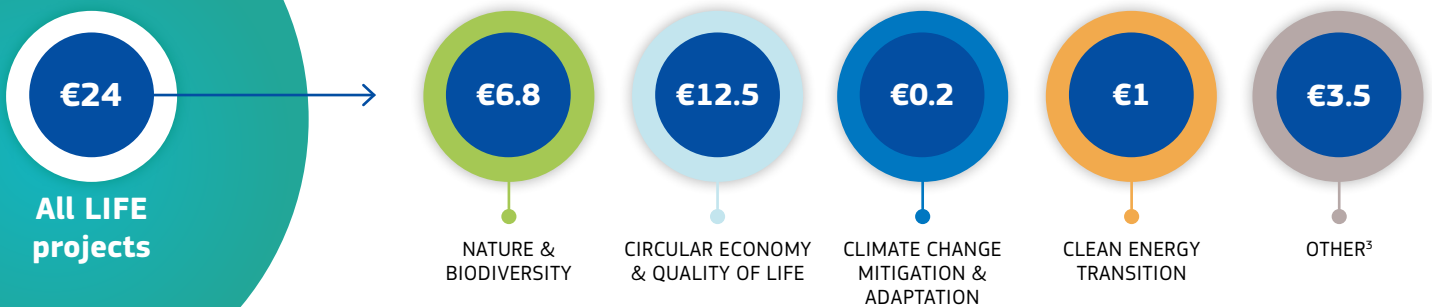 €24
All LIFE
projects
€6.8
NATURE &
BIODIVERSITY
€12.5
CIRCULAR ECONOMY
& QUALITY OF LIFE
€0.2
CLIMATE CHANGE
MITIGATION &
ADAPTATION
€1
CLEAN ENERGY
TRANSITION
€3.5
OTHER³